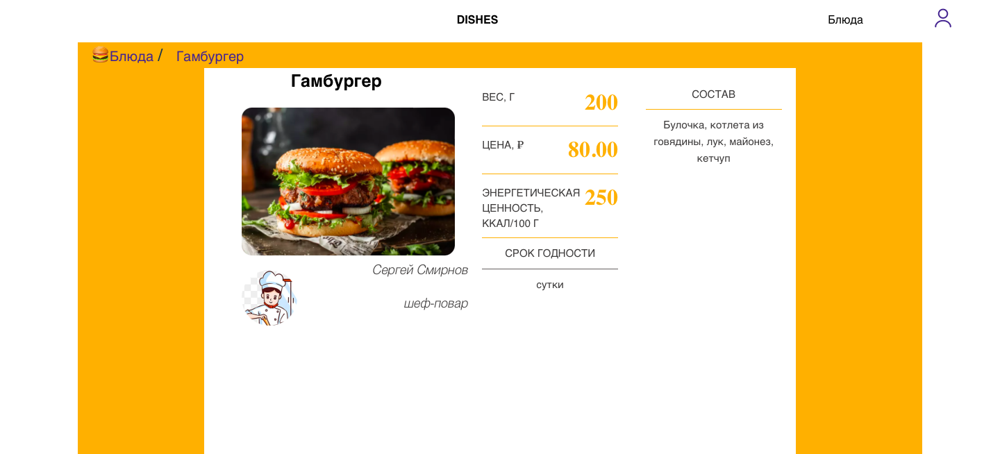 DISHES
Блюда
Блюда / Гамбургер
Гамбургер
ВЕС, Г
200
ЦЕНА, ₽
80.00
ЭНЕРГЕТИЧЕСКАЯ
ЦЕННОСТЬ,
ККАЛ/100 Г
250
СРОК ГОДНОСТИ
сутки
СОСТАВ
Булочка, котлета из
говядины, лук, майонез,
кетчуп
Сергей Смирнов
шеф-повар